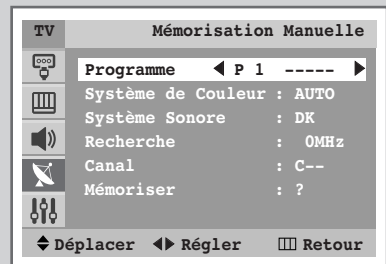 TV Mémorisation Manuelle
Programme ◀ P 1 ----- ▶
Système de Couleur : AUTO
Système Sonore : DK
Recherche : 0MHz
Canal : C--
Mémoriser : ?
Déplacer Régler Retour